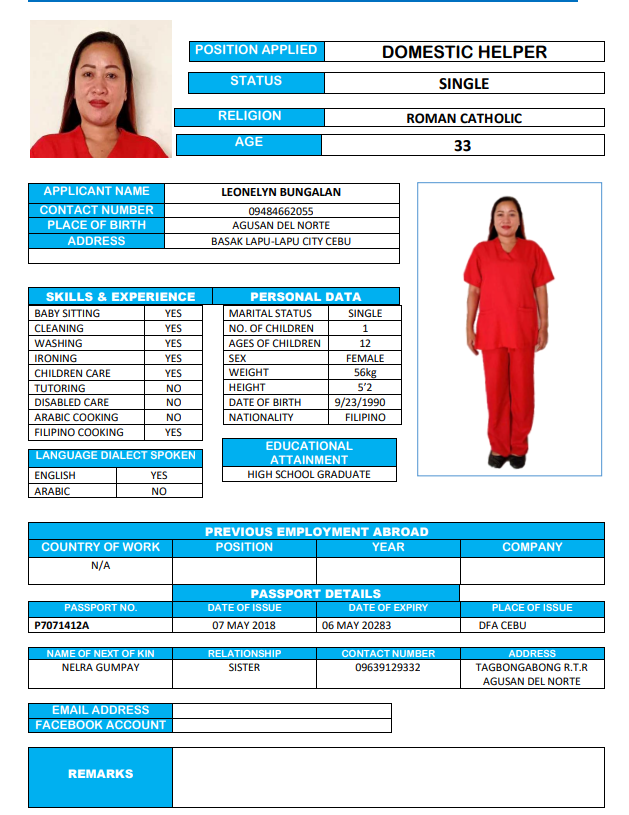 POSITION APPLIED DOMESTIC HELPER
STATUS SINGLE
RELIGION ROMAN CATHOLIC
AGE 33
APPLICANT NAME LEONELYN BUNGALAN
CONTACT NUMBER 09484662055
PLACE OF BIRTH AGUSAN DEL NORTE
ADDRESS BASAK LAPU-LAPU CITY CEBU
SKILLS & EXPERIENCE
BABY SITTING YES
CLEANING YES
WASHING YES
IRONING YES
CHILDREN CARE YES
TUTORING NO
DISABLED CARE NO
ARABIC COOKING NO
FILIPINO COOKING YES
LANGUAGE DIALECT SPOKEN
ENGLISH YES
ARABIC NO
PERSONAL DATA
MARITAL STATUS SINGLE
NO. OF CHILDREN 1
AGES OF CHILDREN 12
SEX FEMALE
WEIGHT 56kg
HEIGHT 5’2
DATE OF BIRTH 9/23/1990
NATIONALITY FILIPINO
EDUCATIONAL
ATTAINMENT
HIGH SCHOOL GRADUATE
PREVIOUS EMPLOYMENT ABROAD
COUNTRY OF WORK POSITION YEAR COMPANY
N/A
PASSPORT DETAILS
PASSPORT NO. DATE OF ISSUE DATE OF EXPIRY PLACE OF ISSUE
P7071412A 07 MAY 2018 06 MAY 20283 DFA CEBU
NAME OF NEXT OF KIN RELATIONSHIP CONTACT NUMBER ADDRESS
NELRA GUMPAY SISTER 09639129332 TAGBONGABONG R.T.R
AGUSAN DEL NORTE
EMAIL ADDRESS
FACEBOOK ACCOUNT
REMARKS